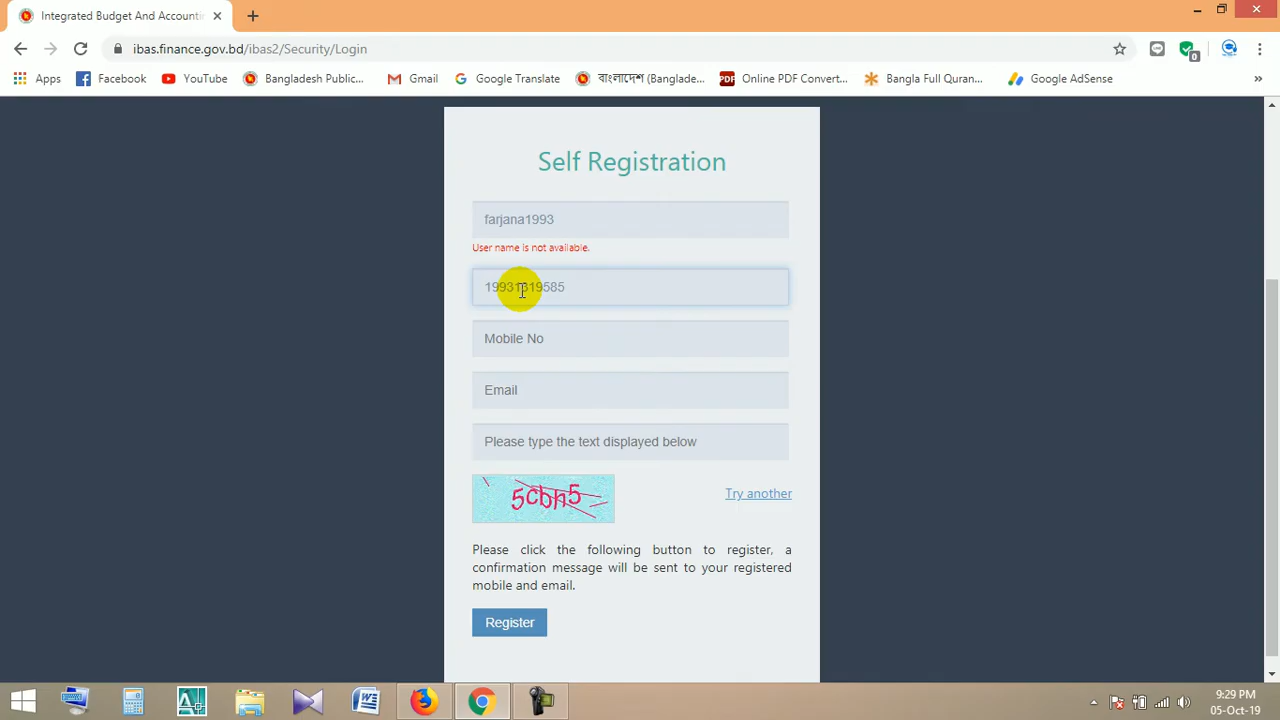 Integrated Budget And Accounti
ibas.finance.gov.bd/ibas2/Security/Login
Apps
Facebook
YouTube
Bangladesh Public...
Gmail
Google Translate
বাংলাদেশ (Banglade...
PDF
Online PDF Convert...
Bangla Full Quran...
Google AdSense
»
0
Self Registration
farjana1993
User name is not available.
Mobile No
Email
Please type the text displayed below
5cbh5
Try another
Please click the following button to register, a
confirmation message will be sent to your registered
mobile and email.
Register
9:29 PM
05-Oct-19